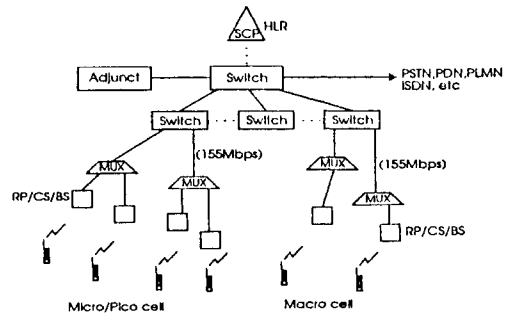 SCP HLR
Adjunct Switch
PSTN,PDN,PLMN
ISDN, etc
Switch Switch Switch
(155Mbps)
(155Mbps)
MUX
MUX
MUX
MUX
RP/CS/BS
RP/CS/BS
Micro/Pico cell
Macro cell